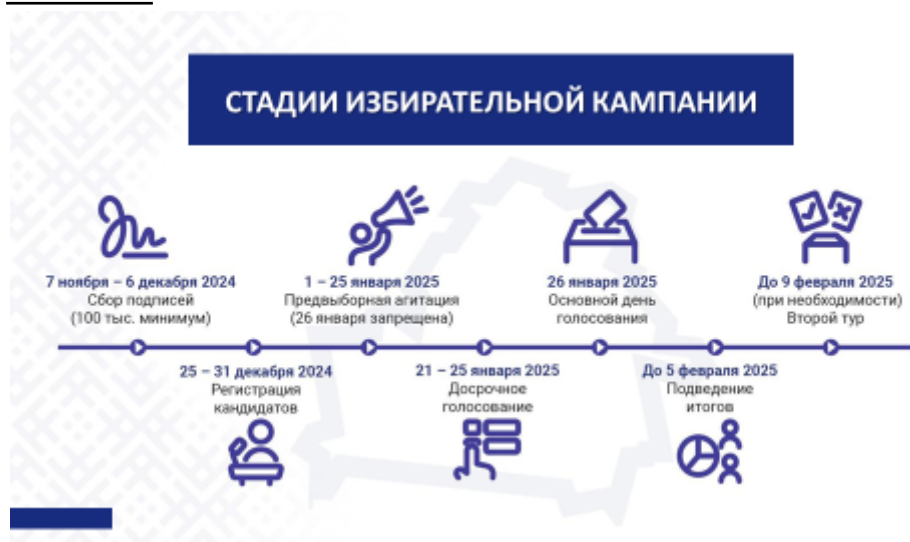 СТАДИИ ИЗБИРАТЕЛЬНОЙ КАМПАНИИ
7 ноября – 6 декабря 2024
Сбор подписей
(100 тыс. минимум)
1 – 25 января 2025
Предвыборная агитация
(26 января запрещена)
26 января 2025
Основной день
голосования
До 9 февраля 2025
(при необходимости)
Второй тур
25 – 31 декабря 2024
Регистрация
кандидатов
21 – 25 января 2025
Досрочное
голосование
До 5 февраля 2025
Подведение
итогов